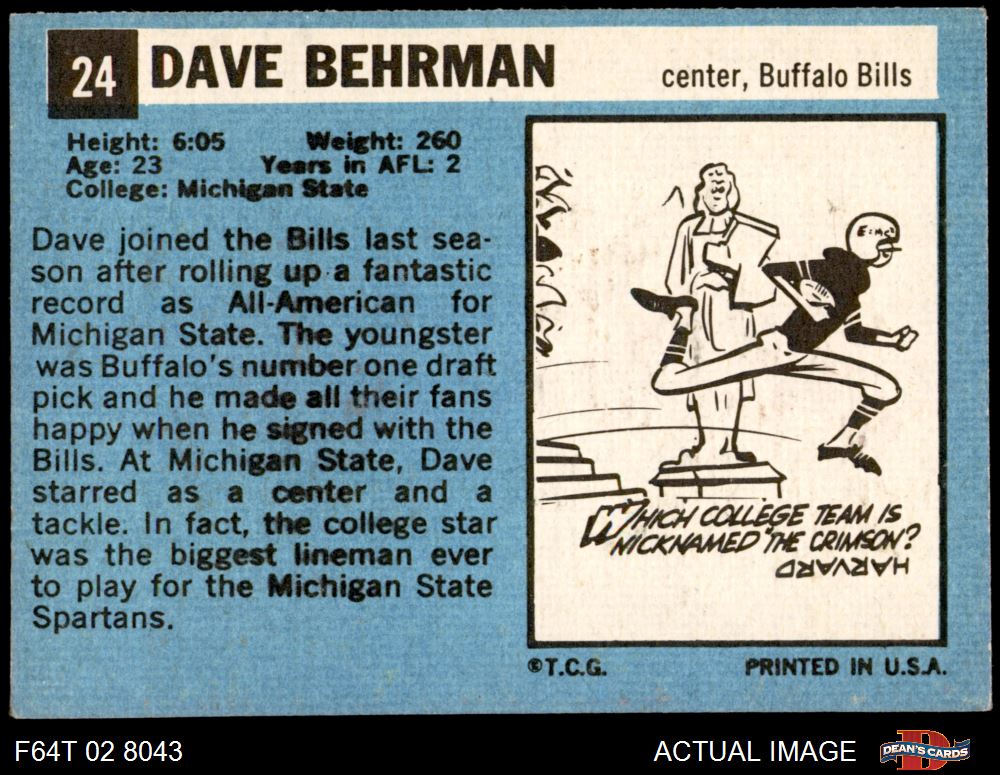 24 DAVE BEHRMAN center, Buffalo Bills
Height: 6:05 Weight: 260
Age: 23 Years in AFL: 2
College: Michigan State
Dave joined the Bills last sea-
son after rolling up a fantastic
record as All-American for
Michigan State. The youngster
was Buffalo's number one draft
pick and he made all their fans
happy when he signed with the
Bills. At Michigan State, Dave
starred as a center and a
tackle. In fact, the college star
was the biggest lineman ever
to play for the Michigan State
Spartans.
E=MC²
WHICH COLLEGE TEAM IS
NICKNAMED 'THE CRIMSON'?
HARVARD
©T.C.G. PRINTED IN U.S.A.
F64T 02 8043 ACTUAL IMAGE DEAN'S CARDS